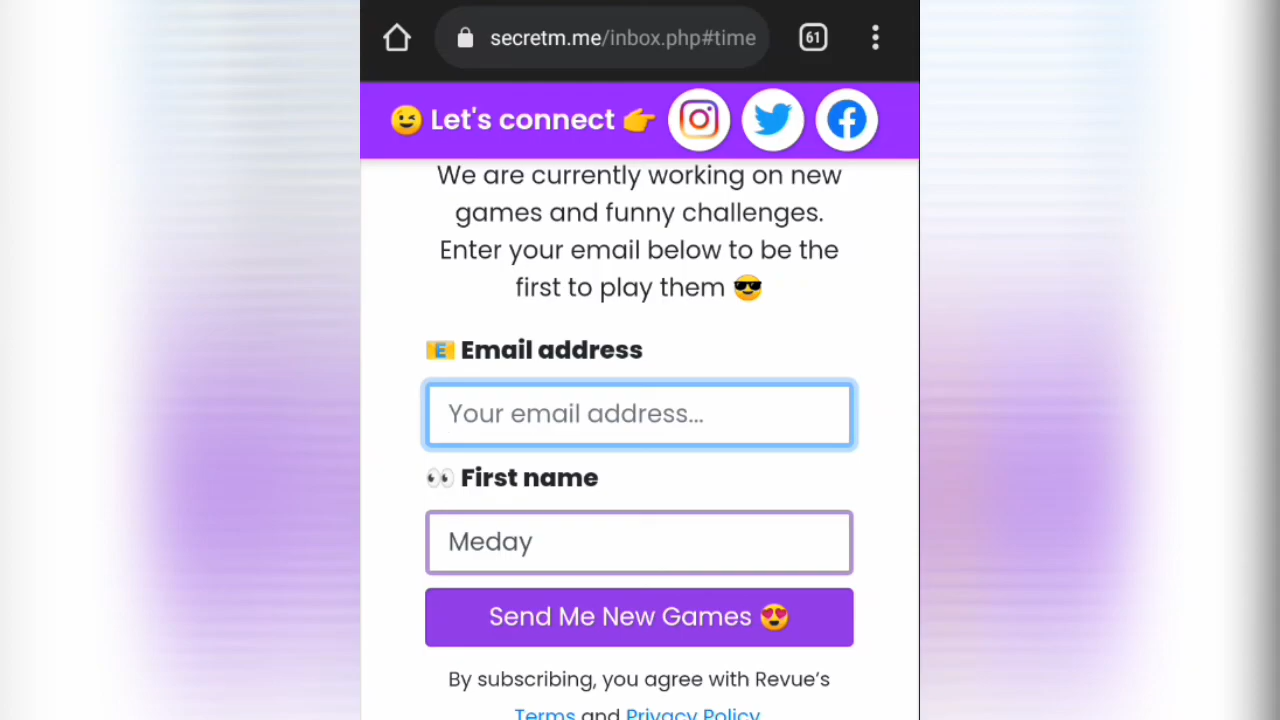 secretm.me/inbox.php#time
61
😉 Let's connect 👉
We are currently working on new
games and funny challenges.
Enter your email below to be the
first to play them 😎
📧 Email address
Your email address...
👀 First name
Meday
Send Me New Games 😍
By subscribing, you agree with Revue's
Terms and Privacy Policy